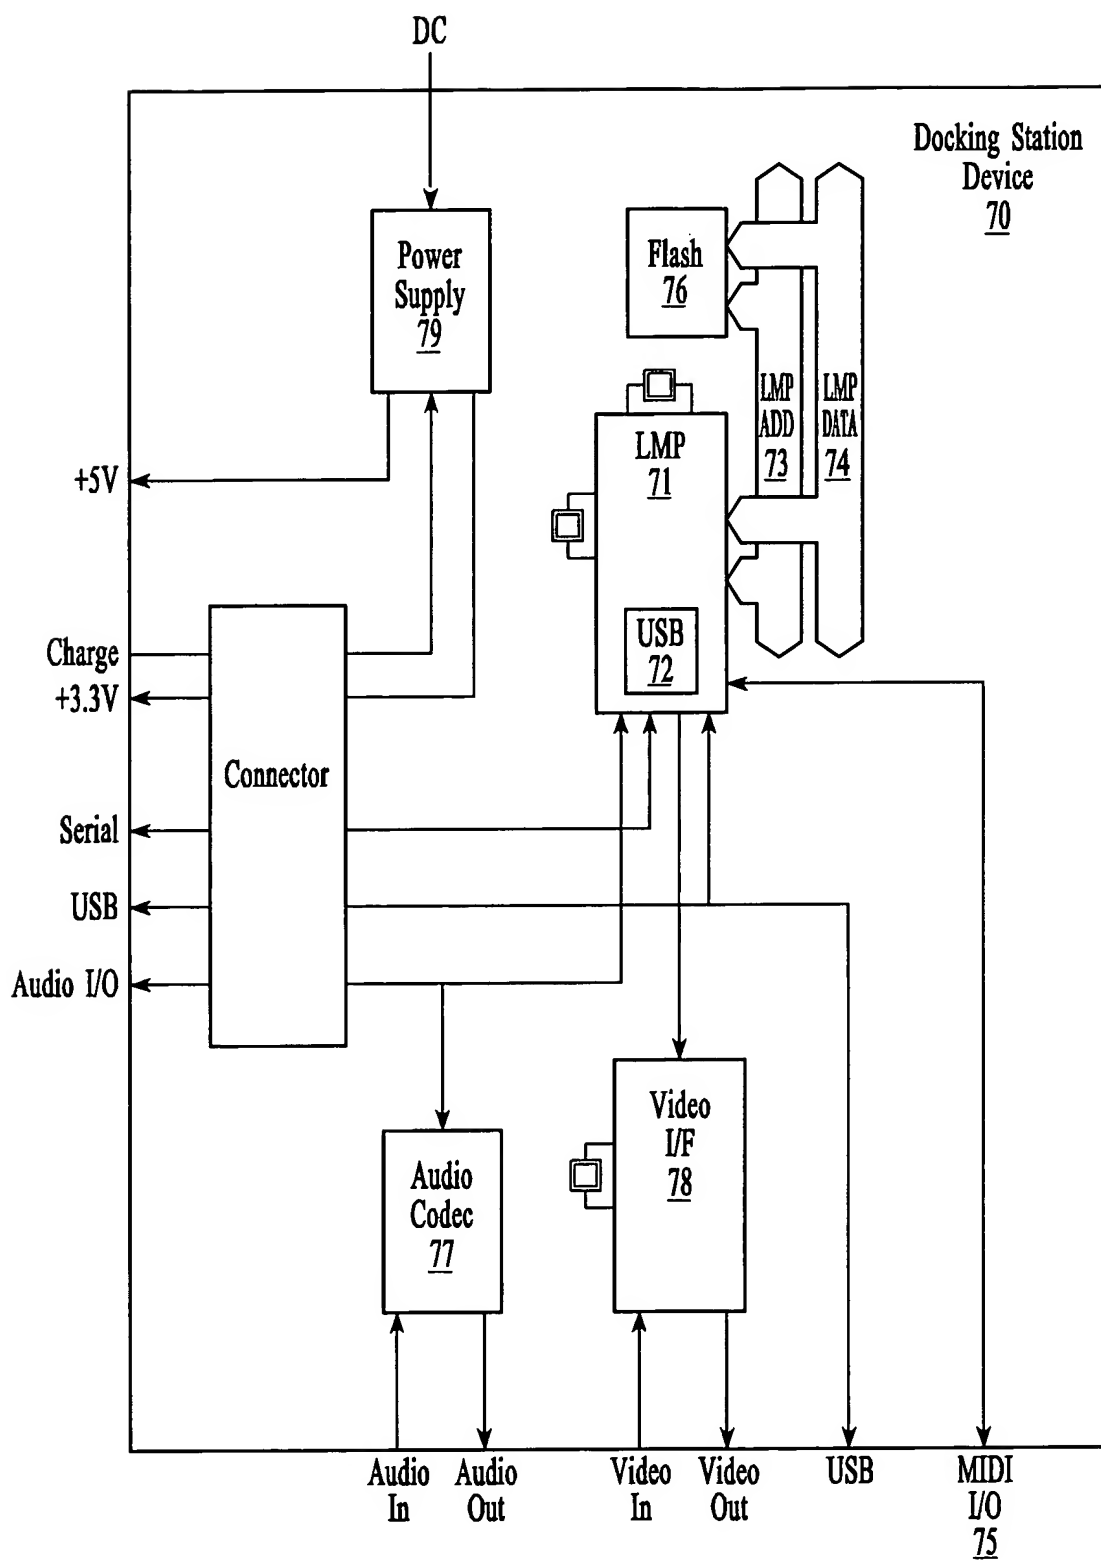 DC
Docking Station
Device
70
Power
Supply
79
Flash
76
LMP
ADD
73
LMP
DATA
74
LMP
71
+5V
USB
72
Charge
+3.3V
Connector
Serial
USB
Audio I/O
Video
I/F
78
Audio
Codec
77
Audio
In
Audio
Out
Video
In
Video
Out
USB
MIDI
I/O
75